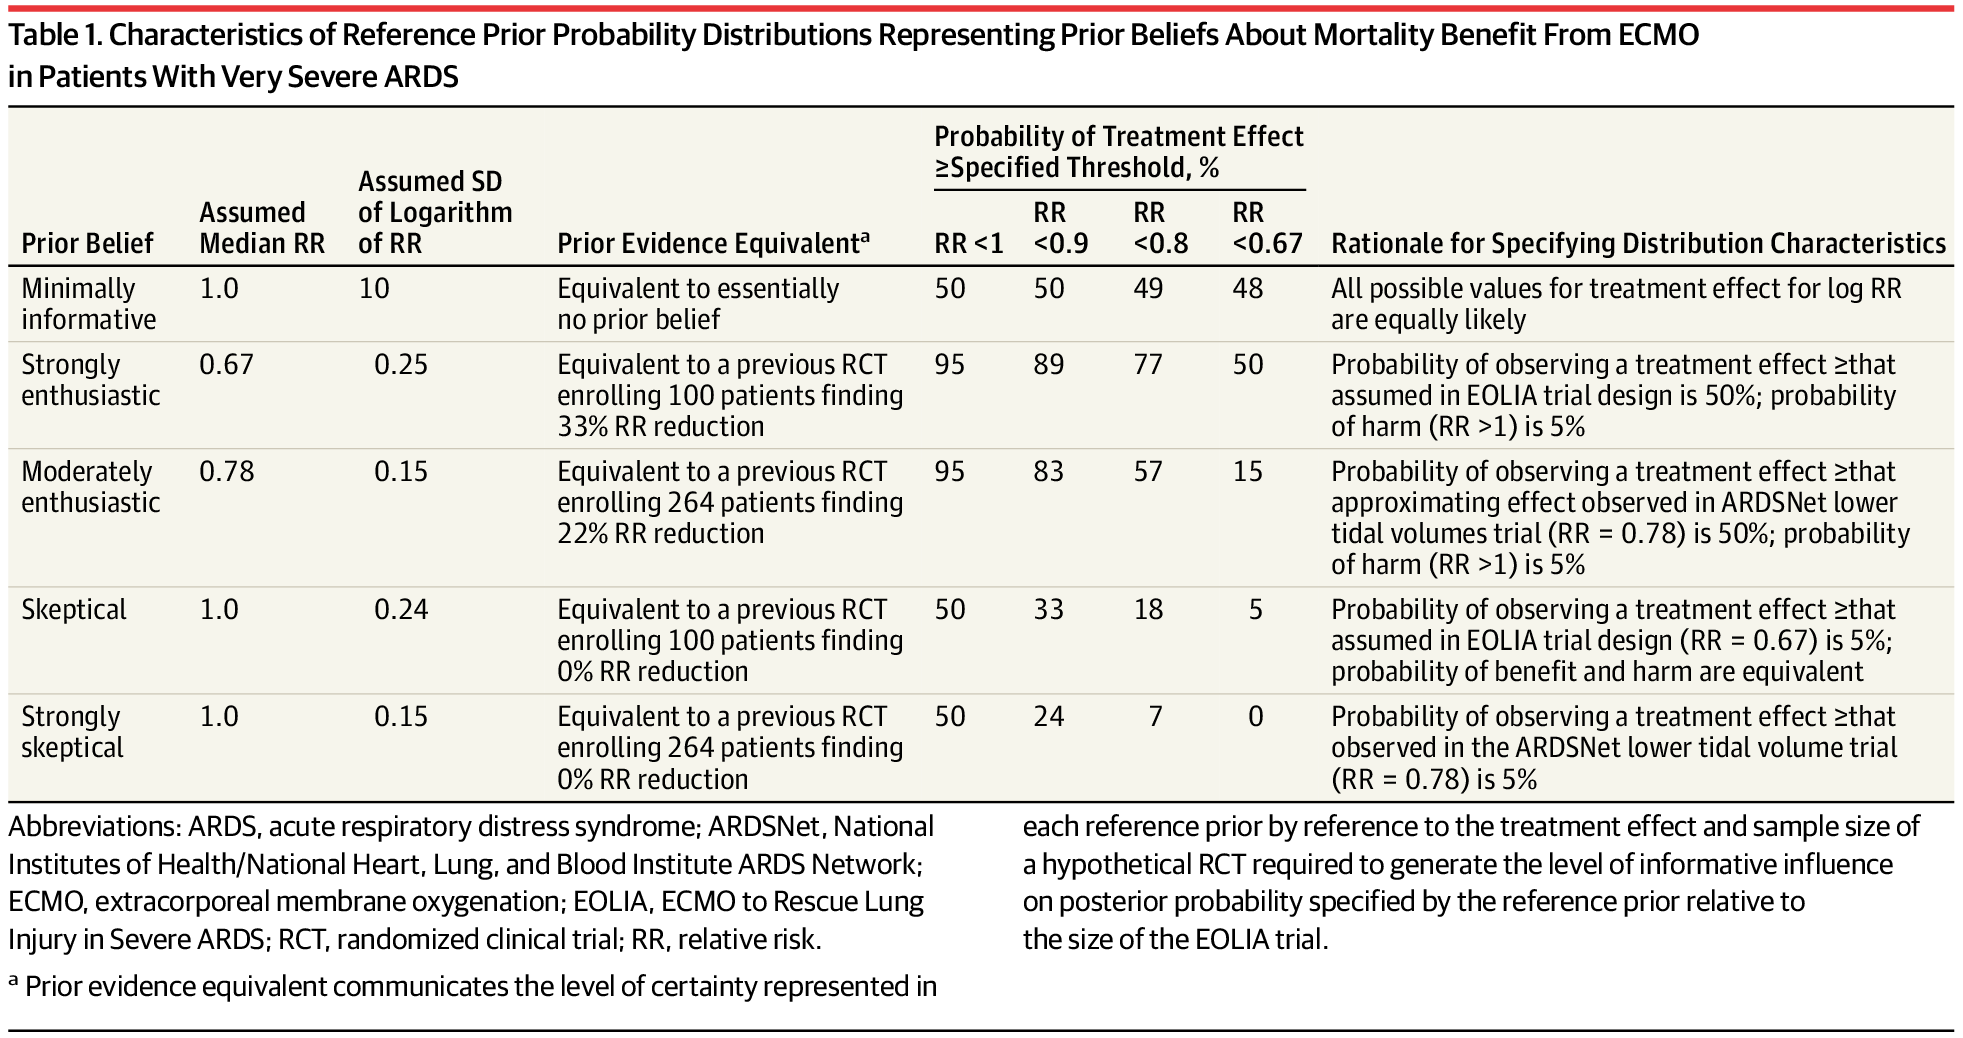 Table 1. Characteristics of Reference Prior Probability Distributions Representing Prior Beliefs About Mortality Benefit From ECMO
in Patients With Very Severe ARDS
Prior Belief
Assumed
Median RR
Assumed SD
of Logarithm
of RR
Prior Evidence Equivalentᵃ
Probability of Treatment Effect
≥Specified Threshold, %
RR <1
RR
<0.9
RR
<0.8
RR
<0.67
Rationale for Specifying Distribution Characteristics
Minimally
informative
1.0
10
Equivalent to essentially
no prior belief
50
50
49
48
All possible values for treatment effect for log RR
are equally likely
Strongly
enthusiastic
0.67
0.25
Equivalent to a previous RCT
enrolling 100 patients finding
33% RR reduction
95
89
77
50
Probability of observing a treatment effect ≥that
assumed in EOLIA trial design is 50%; probability
of harm (RR >1) is 5%
Moderately
enthusiastic
0.78
0.15
Equivalent to a previous RCT
enrolling 264 patients finding
22% RR reduction
95
83
57
15
Probability of observing a treatment effect ≥that
approximating effect observed in ARDSNet lower
tidal volumes trial (RR = 0.78) is 50%; probability
of harm (RR >1) is 5%
Skeptical
1.0
0.24
Equivalent to a previous RCT
enrolling 100 patients finding
0% RR reduction
50
33
18
5
Probability of observing a treatment effect ≥that
assumed in EOLIA trial design (RR = 0.67) is 5%;
probability of benefit and harm are equivalent
Strongly
skeptical
1.0
0.15
Equivalent to a previous RCT
enrolling 264 patients finding
0% RR reduction
50
24
7
0
Probability of observing a treatment effect ≥that
observed in the ARDSNet lower tidal volume trial
(RR = 0.78) is 5%
Abbreviations: ARDS, acute respiratory distress syndrome; ARDSNet, National
Institutes of Health/National Heart, Lung, and Blood Institute ARDS Network;
ECMO, extracorporeal membrane oxygenation; EOLIA, ECMO to Rescue Lung
Injury in Severe ARDS; RCT, randomized clinical trial; RR, relative risk.
ᵃ Prior evidence equivalent communicates the level of certainty represented in
each reference prior by reference to the treatment effect and sample size of
a hypothetical RCT required to generate the level of informative influence
on posterior probability specified by the reference prior relative to
the size of the EOLIA trial.